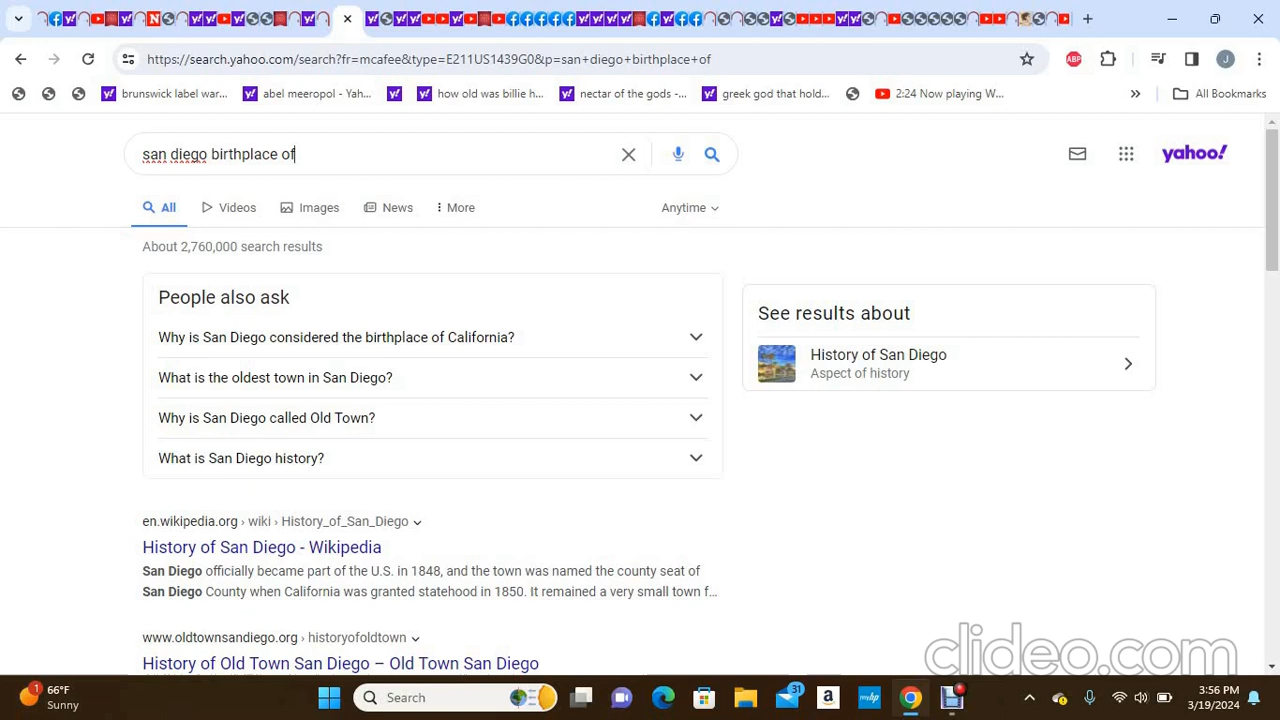 https://search.yahoo.com/search?fr=mcafee&type=E211US1439G0&p=san+diego+birthplace+of
ABP
J
brunswick label war...
abel meeropol - Yah...
how old was billie h...
nectar of the gods -...
greek god that hold...
2:24 Now playing W...
»
All Bookmarks
san diego birthplace of
yahoo!
All
Videos
Images
News
More
Anytime
About 2,760,000 search results
People also ask
Why is San Diego considered the birthplace of California?
What is the oldest town in San Diego?
Why is San Diego called Old Town?
What is San Diego history?
See results about
History of San Diego
Aspect of history
en.wikipedia.org › wiki › History_of_San_Diego
History of San Diego - Wikipedia
San Diego officially became part of the U.S. in 1848, and the town was named the county seat of
San Diego County when California was granted statehood in 1850. It remained a very small town f...
www.oldtownsandiego.org › historyofoldtown
History of Old Town San Diego – Old Town San Diego
clideo.com
1
66°F
Sunny
Search
31
a
hp
3:56 PM
3/19/2024